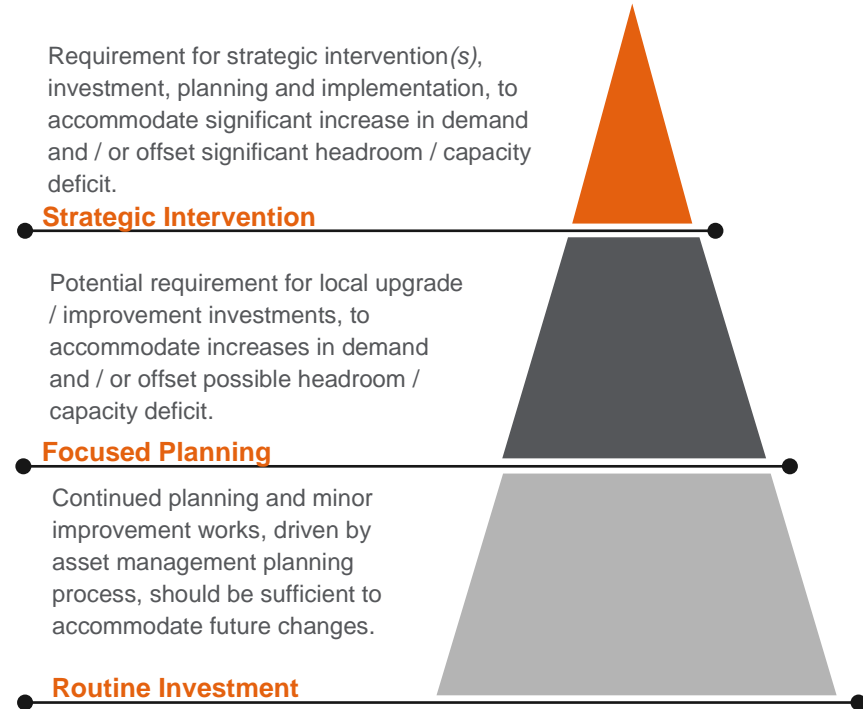 Requirement for strategic intervention(s),
investment, planning and implementation, to
accommodate significant increase in demand
and / or offset significant headroom / capacity
deficit.
Strategic Intervention
Potential requirement for local upgrade
/ improvement investments, to
accommodate increases in demand
and / or offset possible headroom /
capacity deficit.
Focused Planning
Continued planning and minor
improvement works, driven by
asset management planning
process, should be sufficient to
accommodate future changes.
Routine Investment